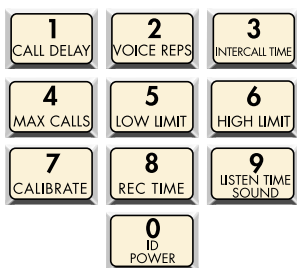 1 2 3
CALL DELAY VOICE REPS INTERCALL TIME
4 5 6
MAX CALLS LOW LIMIT HIGH LIMIT
7 8 9
CALIBRATE REC TIME LISTEN TIME
SOUND
0
ID
POWER